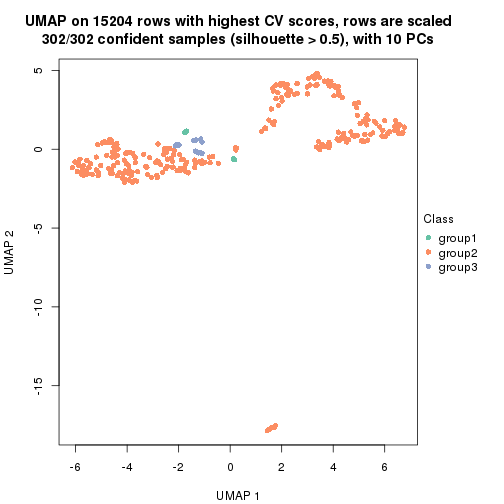 UMAP on 15204 rows with highest CV scores, rows are scaled
302/302 confident samples (silhouette > 0.5), with 10 PCs
5
0
-5
-10
-15
UMAP 2
Class
group1
group2
group3
-6 -4 -2 0 2 4 6
UMAP 1